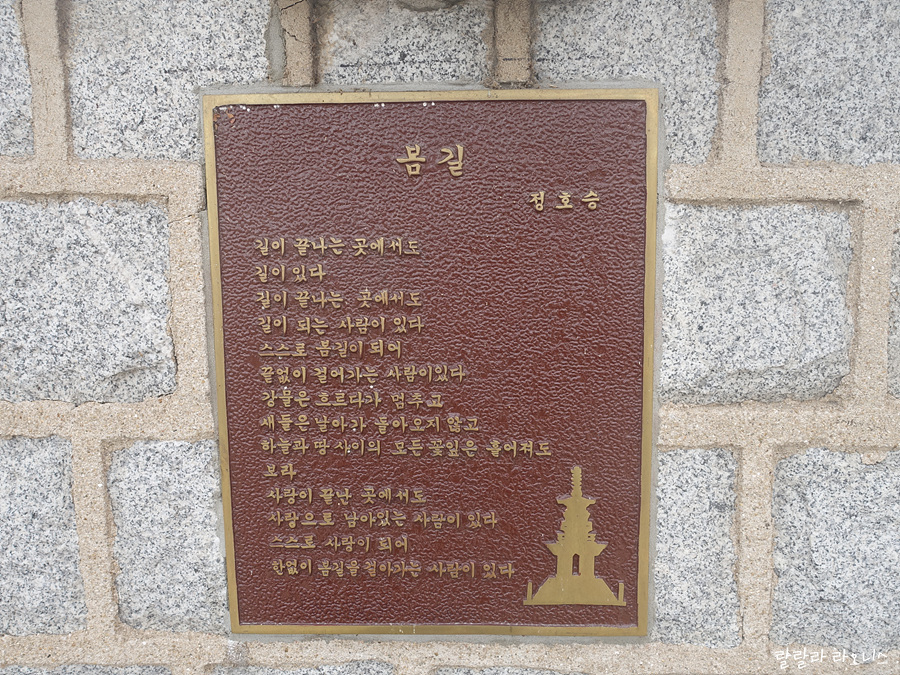 봄길
정호승
길이 끝나는 곳에서도
길이 있다
길이 끝나는 곳에서도
길이 되는 사람이 있다
스스로 봄길이 되어
끝없이 걸어가는 사람이있다
강물은 흐르다가 멈추고
새들은 날아가 돌아오지 않고
하늘과 땅 사이의 모든 꽃잎은 흩어져도
보라
사랑이 끝난 곳에서도
사랑으로 남아있는 사람이 있다
스스로 사랑이 되어
한없이 봄길을 걸어가는 사람이 있다
랄랄라 라오니스